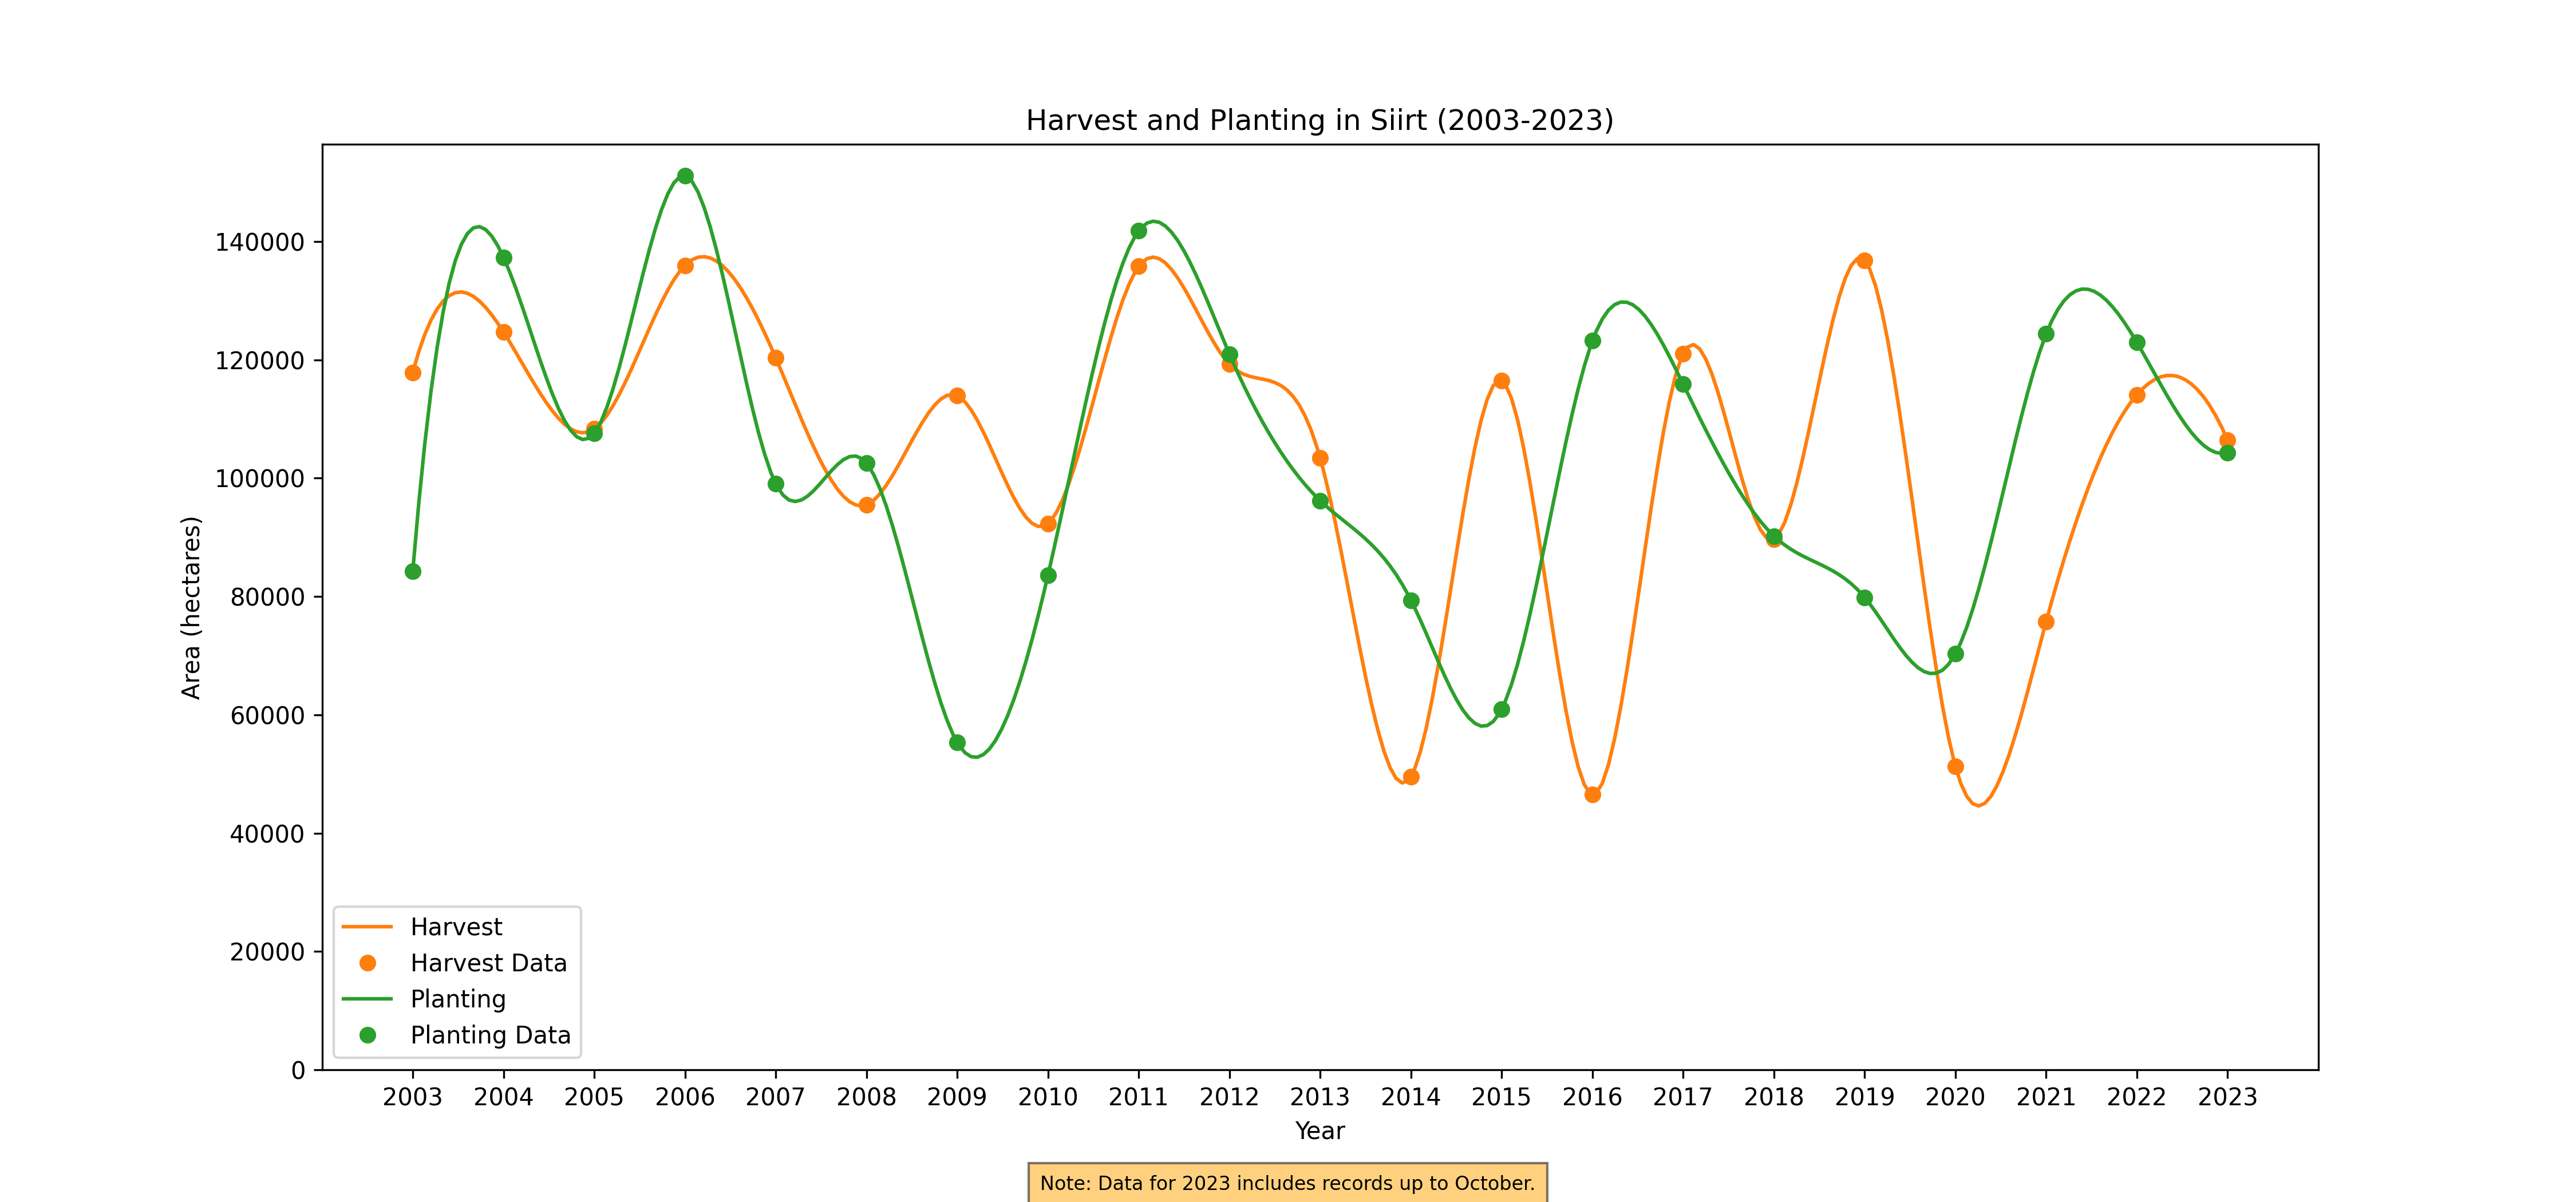 Harvest and Planting in Siirt (2003-2023)
140000
120000
100000
80000
60000
40000
20000
0
Area (hectares)
Harvest
Harvest Data
Planting
Planting Data
2003 2004 2005 2006 2007 2008 2009 2010 2011 2012 2013 2014 2015 2016 2017 2018 2019 2020 2021 2022 2023
Year
Note: Data for 2023 includes records up to October.